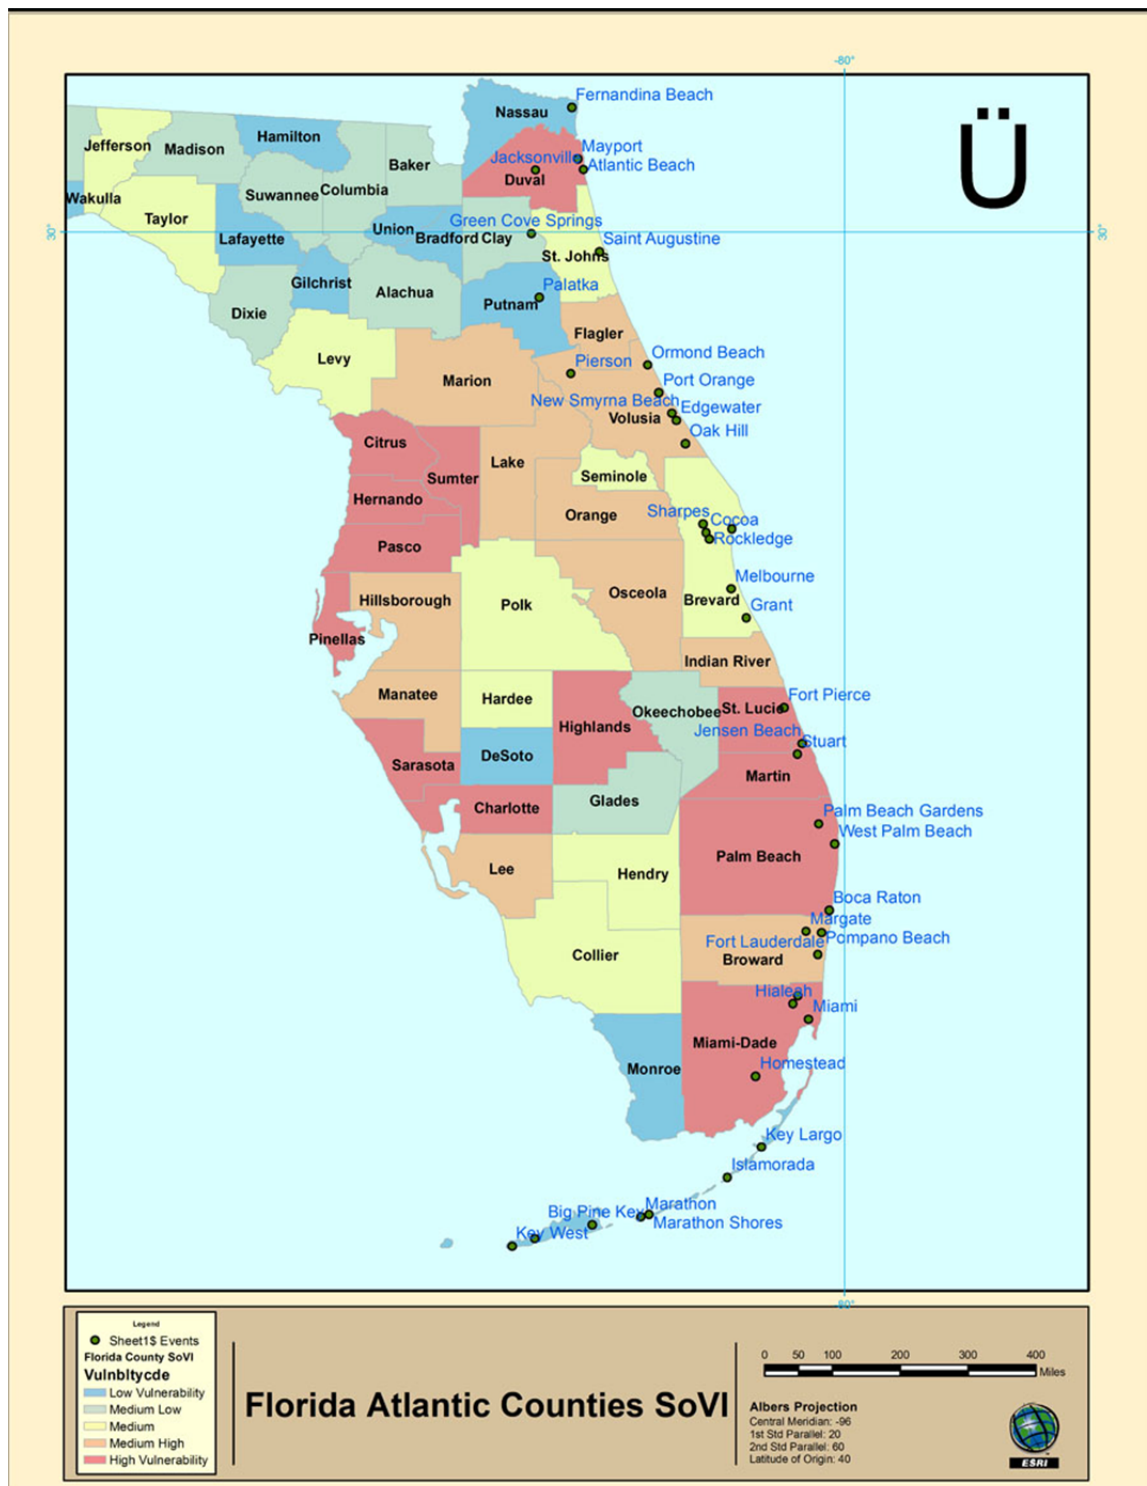 -80°
Ü
Fernandina Beach
Nassau
Mayport
Jefferson
Hamilton
Madison
Jacksonville
Atlantic Beach
Baker
Duval
Wakulla
Suwannee
Columbia
Taylor
Green Cove Springs
30°
30°
Lafayette
Union
Bradford
Clay
Saint Augustine
St. Johns
Gilchrist
Alachua
Palatka
Putnam
Dixie
Flagler
Levy
Marion
Pierson
Ormond Beach
Port Orange
New Smyrna Beach
Edgewater
Volusia
Oak Hill
Citrus
Lake
Sumter
Seminole
Hernando
Orange
Sharpes
Cocoa
Rockledge
Pasco
Melbourne
Hillsborough
Polk
Osceola
Brevard
Grant
Pinellas
Indian River
Manatee
Hardee
Fort Pierce
Highlands
Okeechobee
St. Lucie
Jensen Beach
Stuart
DeSoto
Sarasota
Martin
Charlotte
Glades
Palm Beach Gardens
West Palm Beach
Palm Beach
Lee
Hendry
Boca Raton
Margate
Fort Lauderdale
Pompano Beach
Collier
Broward
Hialeah
Miami
Miami-Dade
Monroe
Homestead
Key Largo
Islamorada
Big Pine Key
Marathon
Marathon Shores
Key West
-80°
Legend
Sheet1$ Events
Florida County SoVI
Vulnbltycde
Low Vulnerability
Medium Low
Medium
Medium High
High Vulnerability
Florida Atlantic Counties SoVI
0 50 100 200 300 400
Miles
Albers Projection
Central Meridian: -96
1st Std Parallel: 20
2nd Std Parallel: 60
Latitude of Origin: 40
ESRI